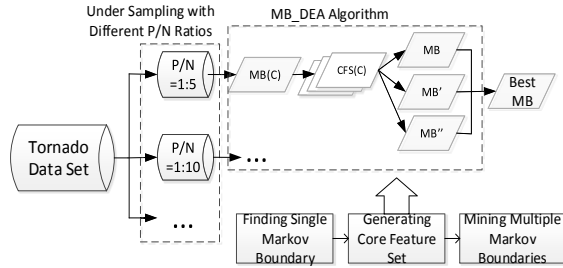 Under Sampling with
Different P/N Ratios
MB_DEA Algorithm
Tornado
Data Set
P/N
=1:5
P/N
=1:10
...
MB(C)
CFS(C)
MB
MB'
MB''
Best
MB
...
Finding Single
Markov
Boundary
Generating
Core Feature
Set
Mining Multiple
Markov
Boundaries